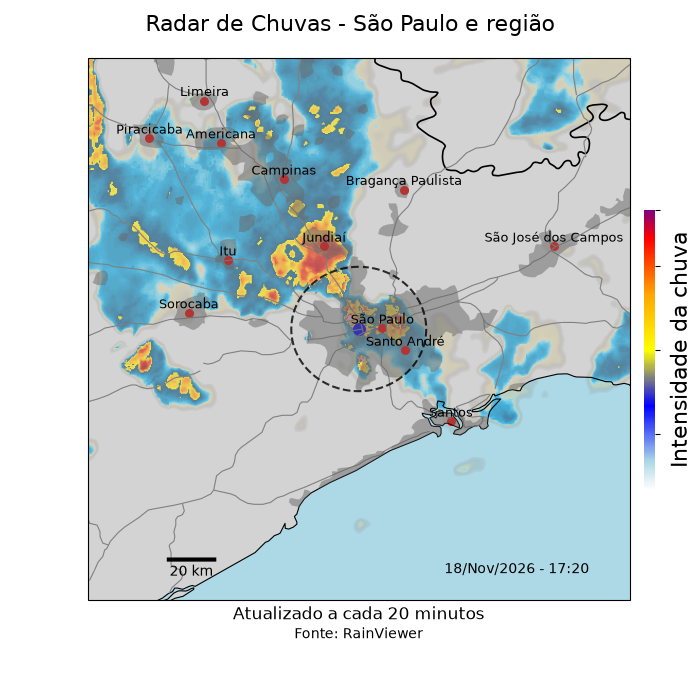 Radar de Chuvas - São Paulo e região
Limeira
Piracicaba
Americana
Campinas
Bragança Paulista
Jundiaí
São José dos Campos
Itu
Sorocaba
São Paulo
Santo André
Santos
Intensidade da chuva
20 km
18/Nov/2026 - 17:20
Atualizado a cada 20 minutos
Fonte: RainViewer